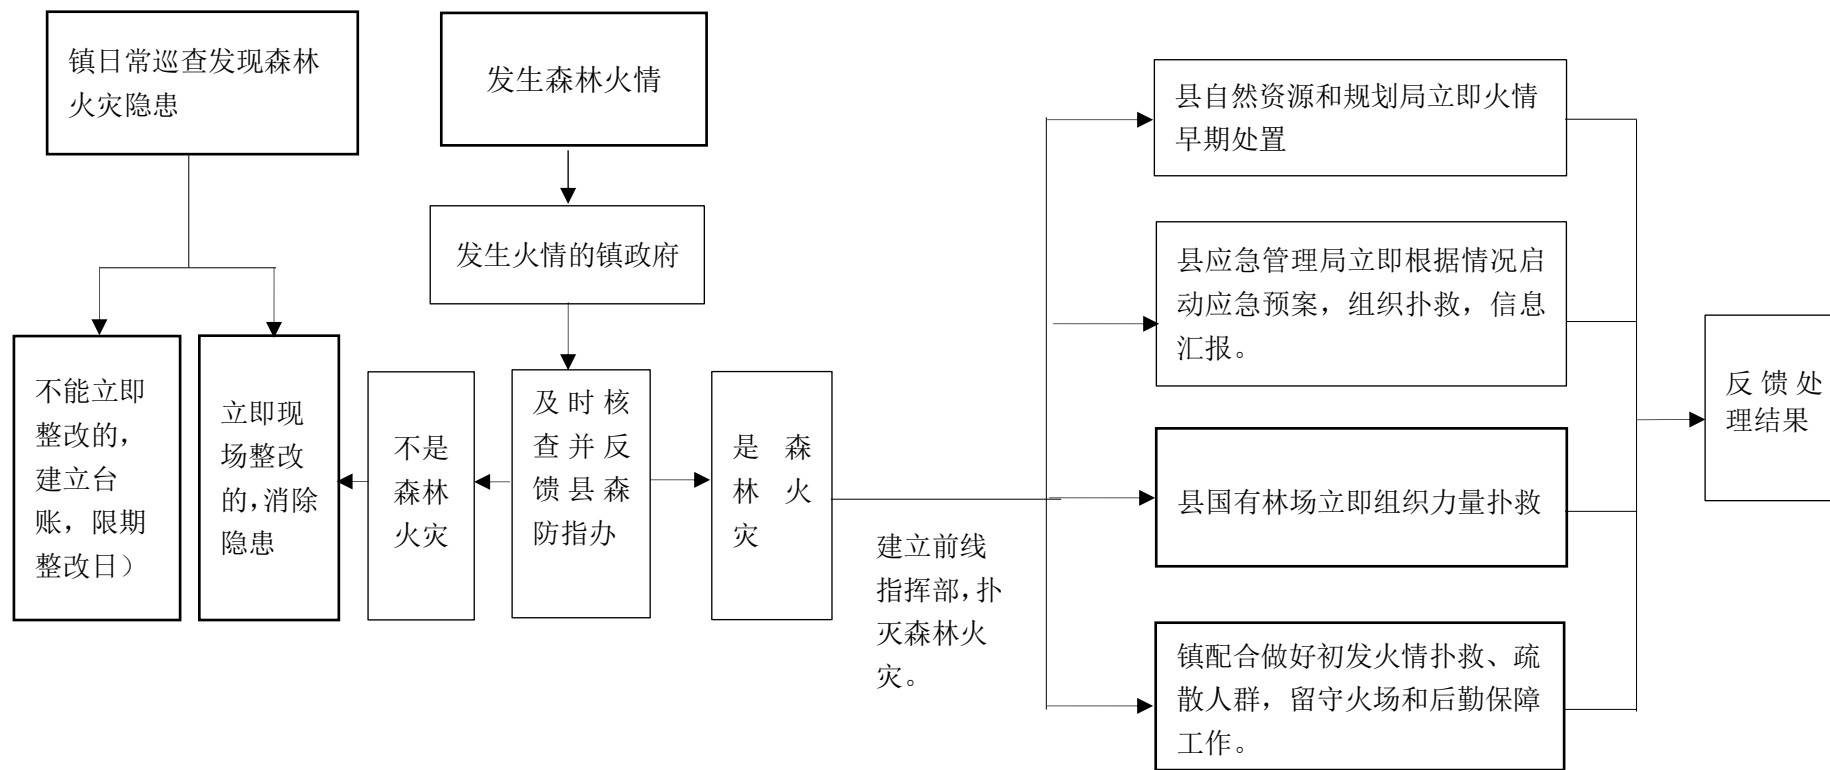 镇日常巡查发现森林
火灾隐患
发生森林火情
发生火情的镇政府
不能立即
整改的，
建立台
账，限期
整改日）
立即现
场整改
的，消除
隐患
不是
森林
火灾
及时核
查并反
馈县森
防指办
是森
林火
灾
建立前线
指挥部，扑
灭森林火
灾。
县自然资源和规划局立即火情
早期处置
县应急管理局立即根据情况启
动应急预案，组织扑救，信息
汇报。
县国有林场立即组织力量扑救
镇配合做好初发火情扑救、疏
散人群，留守火场和后勤保障
工作。
反馈处
理结果